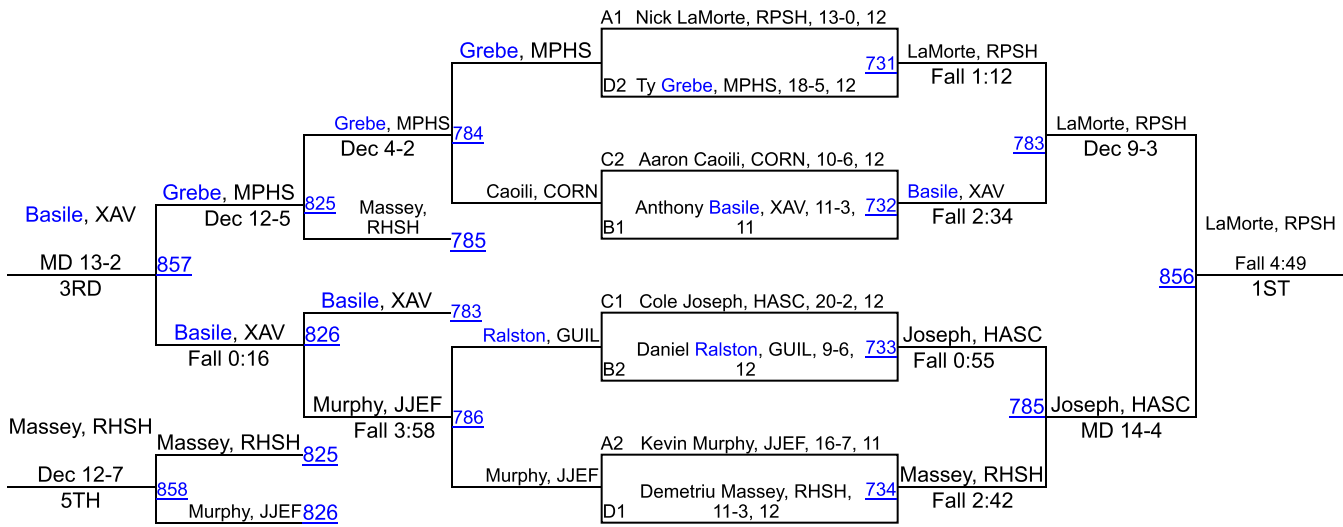 A1 Nick LaMorte, RPSH, 13-0, 12
Grebe, MPHS
731
LaMorte, RPSH
Fall 1:12
D2 Ty Grebe, MPHS, 18-5, 12
Grebe, MPHS
784
Dec 4-2
783
LaMorte, RPSH
Dec 9-3
C2 Aaron Caoili, CORN, 10-6, 12
Grebe, MPHS
Dec 12-5
825
Massey,
RHSH
785
Caoili, CORN
Anthony Basile, XAV, 11-3,
11
B1
732
Basile, XAV
Fall 2:34
Basile, XAV
MD 13-2
3RD
857
LaMorte, RPSH
Fall 4:49
1ST
856
Basile, XAV
783
C1 Cole Joseph, HASC, 20-2, 12
Basile, XAV
Fall 0:16
826
Ralston, GUIL
Daniel Ralston, GUIL, 9-6,
12
B2
733
Joseph, HASC
Fall 0:55
Murphy, JJEF
Fall 3:58
786
785
Joseph, HASC
MD 14-4
Massey, RHSH
Dec 12-7
5TH
Massey, RHSH
825
858
Murphy, JJEF
826
A2 Kevin Murphy, JJEF, 16-7, 11
Murphy, JJEF
Demetriu Massey, RHSH,
11-3, 12
D1
734
Massey, RHSH
Fall 2:42